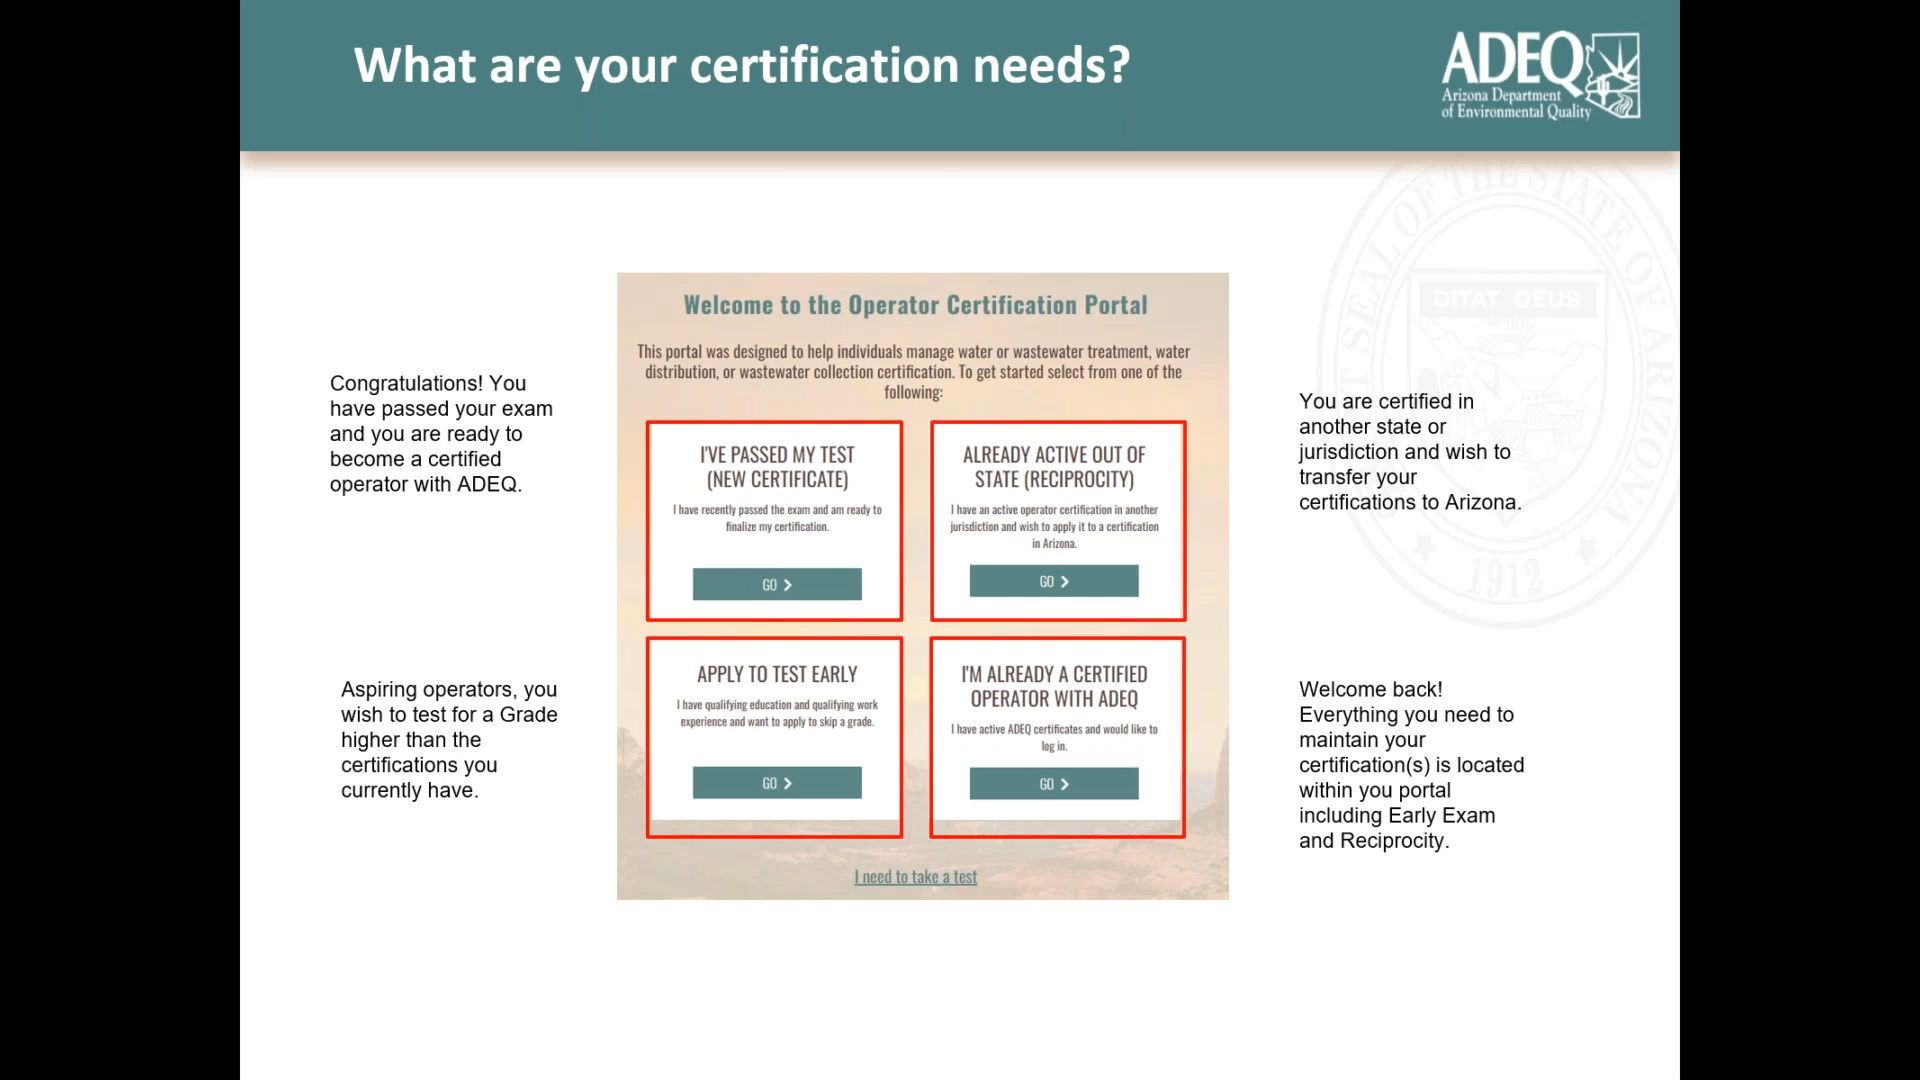 What are your certification needs?
ADEQ
Arizona Department
of Environmental Quality
SEAL OF THE STATE OF ARIZONA
DITAT DEUS
1912
Welcome to the Operator Certification Portal
This portal was designed to help individuals manage water or wastewater treatment, water
distribution, or wastewater collection certification. To get started select from one of the
following:
Congratulations! You
have passed your exam
and you are ready to
become a certified
operator with ADEQ.
I'VE PASSED MY TEST
(NEW CERTIFICATE)
I have recently passed the exam and am ready to
finalize my certification.
GO
ALREADY ACTIVE OUT OF
STATE (RECIPROCITY)
I have an active operator certification in another
jurisdiction and wish to apply it to a certification
in Arizona.
GO
You are certified in
another state or
jurisdiction and wish to
transfer your
certifications to Arizona.
Aspiring operators, you
wish to test for a Grade
higher than the
certifications you
currently have.
APPLY TO TEST EARLY
I have qualifying education and qualifying work
experience and want to apply to skip a grade.
GO
I'M ALREADY A CERTIFIED
OPERATOR WITH ADEQ
I have active ADEQ certificates and would like to
log in.
GO
Welcome back!
Everything you need to
maintain your
certification(s) is located
within you portal
including Early Exam
and Reciprocity.
I need to take a test